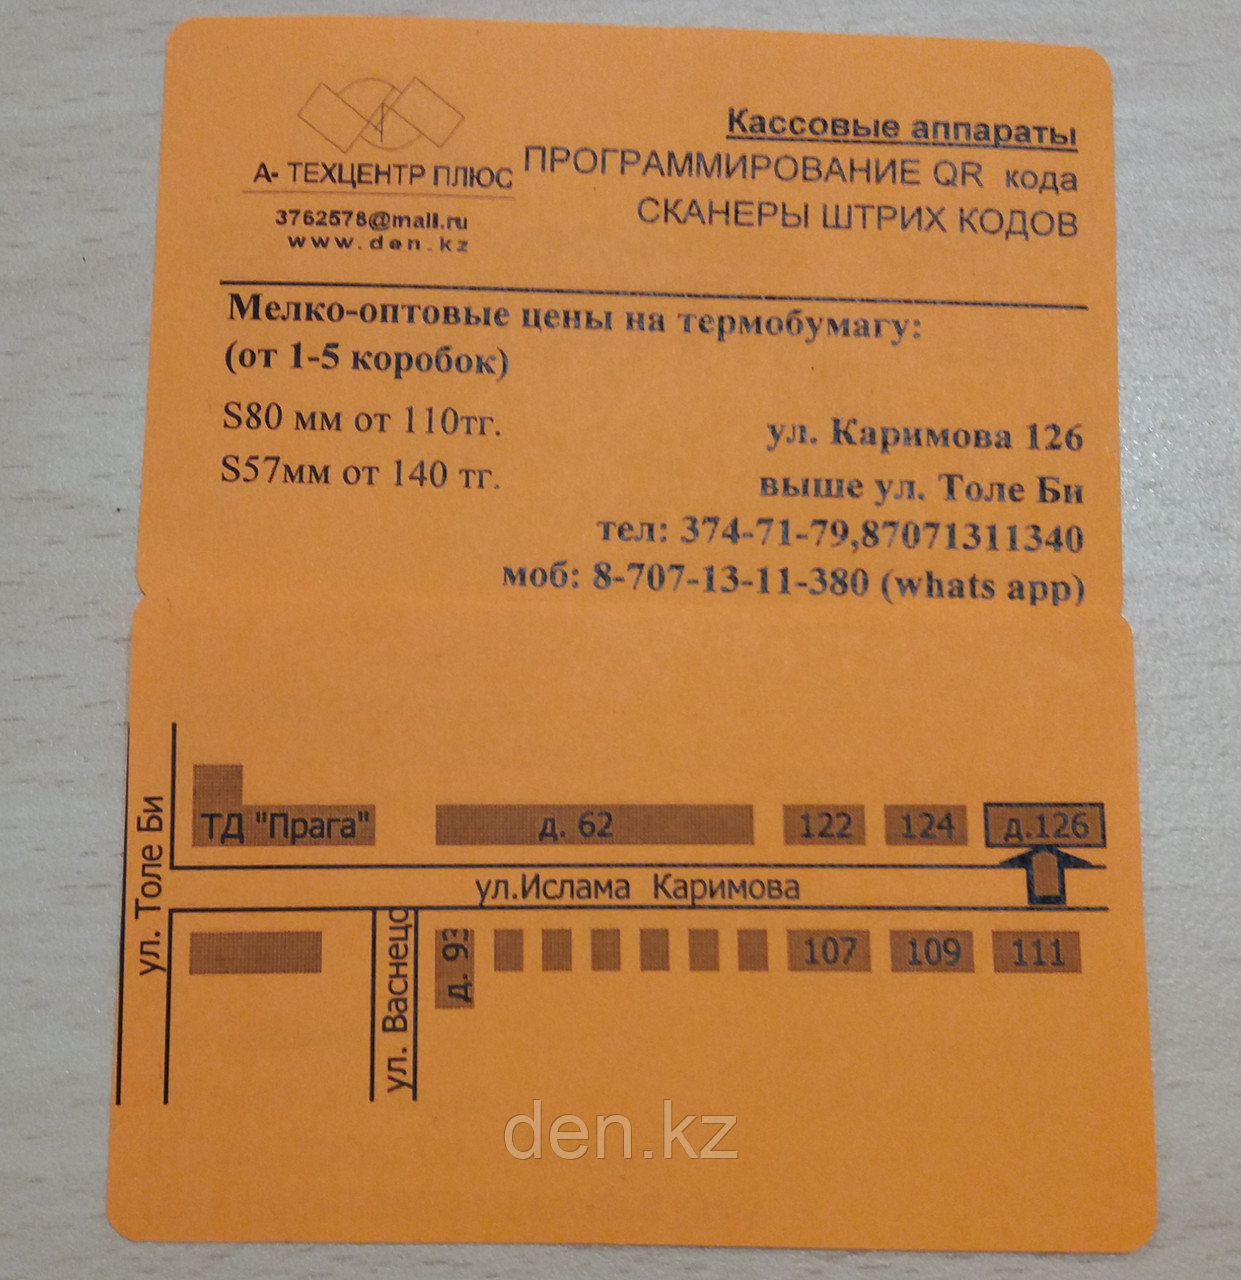 А- ТЕХЦЕНТР ПЛЮС
3762578@mail.ru
www.den.kz
Кассовые аппараты
ПРОГРАММИРОВАНИЕ QR кода
СКАНЕРЫ ШТРИХ КОДОВ
Мелко-оптовые цены на термобумагу:
(от 1-5 коробок)
S80 мм от 110тг.
S57мм от 140 тг.
ул. Каримова 126
выше ул. Толе Би
тел: 374-71-79,87071311340
моб: 8-707-13-11-380 (whats app)
ул. Толе Би
ТД "Прага"
д. 62
122
124
д.126
ул.Ислама Каримова
ул. Васнецо
д. 93
107
109
111
den.kz